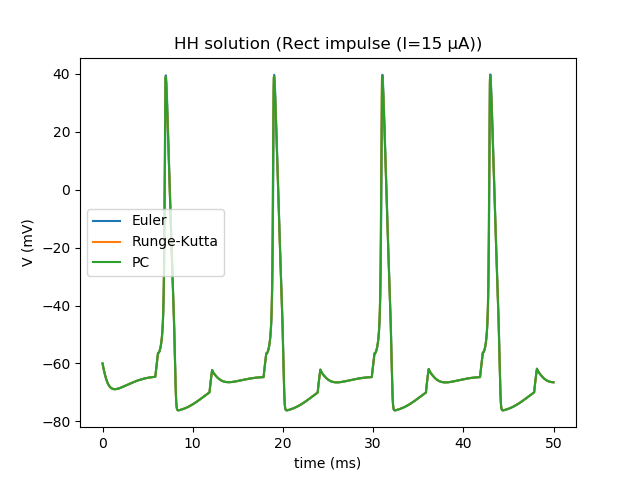 HH solution (Rect impulse (I=15 μA))
40
20
0
−20
−40
−60
−80
V (mV)
Euler
Runge-Kutta
PC
0
10
20
30
40
50
time (ms)